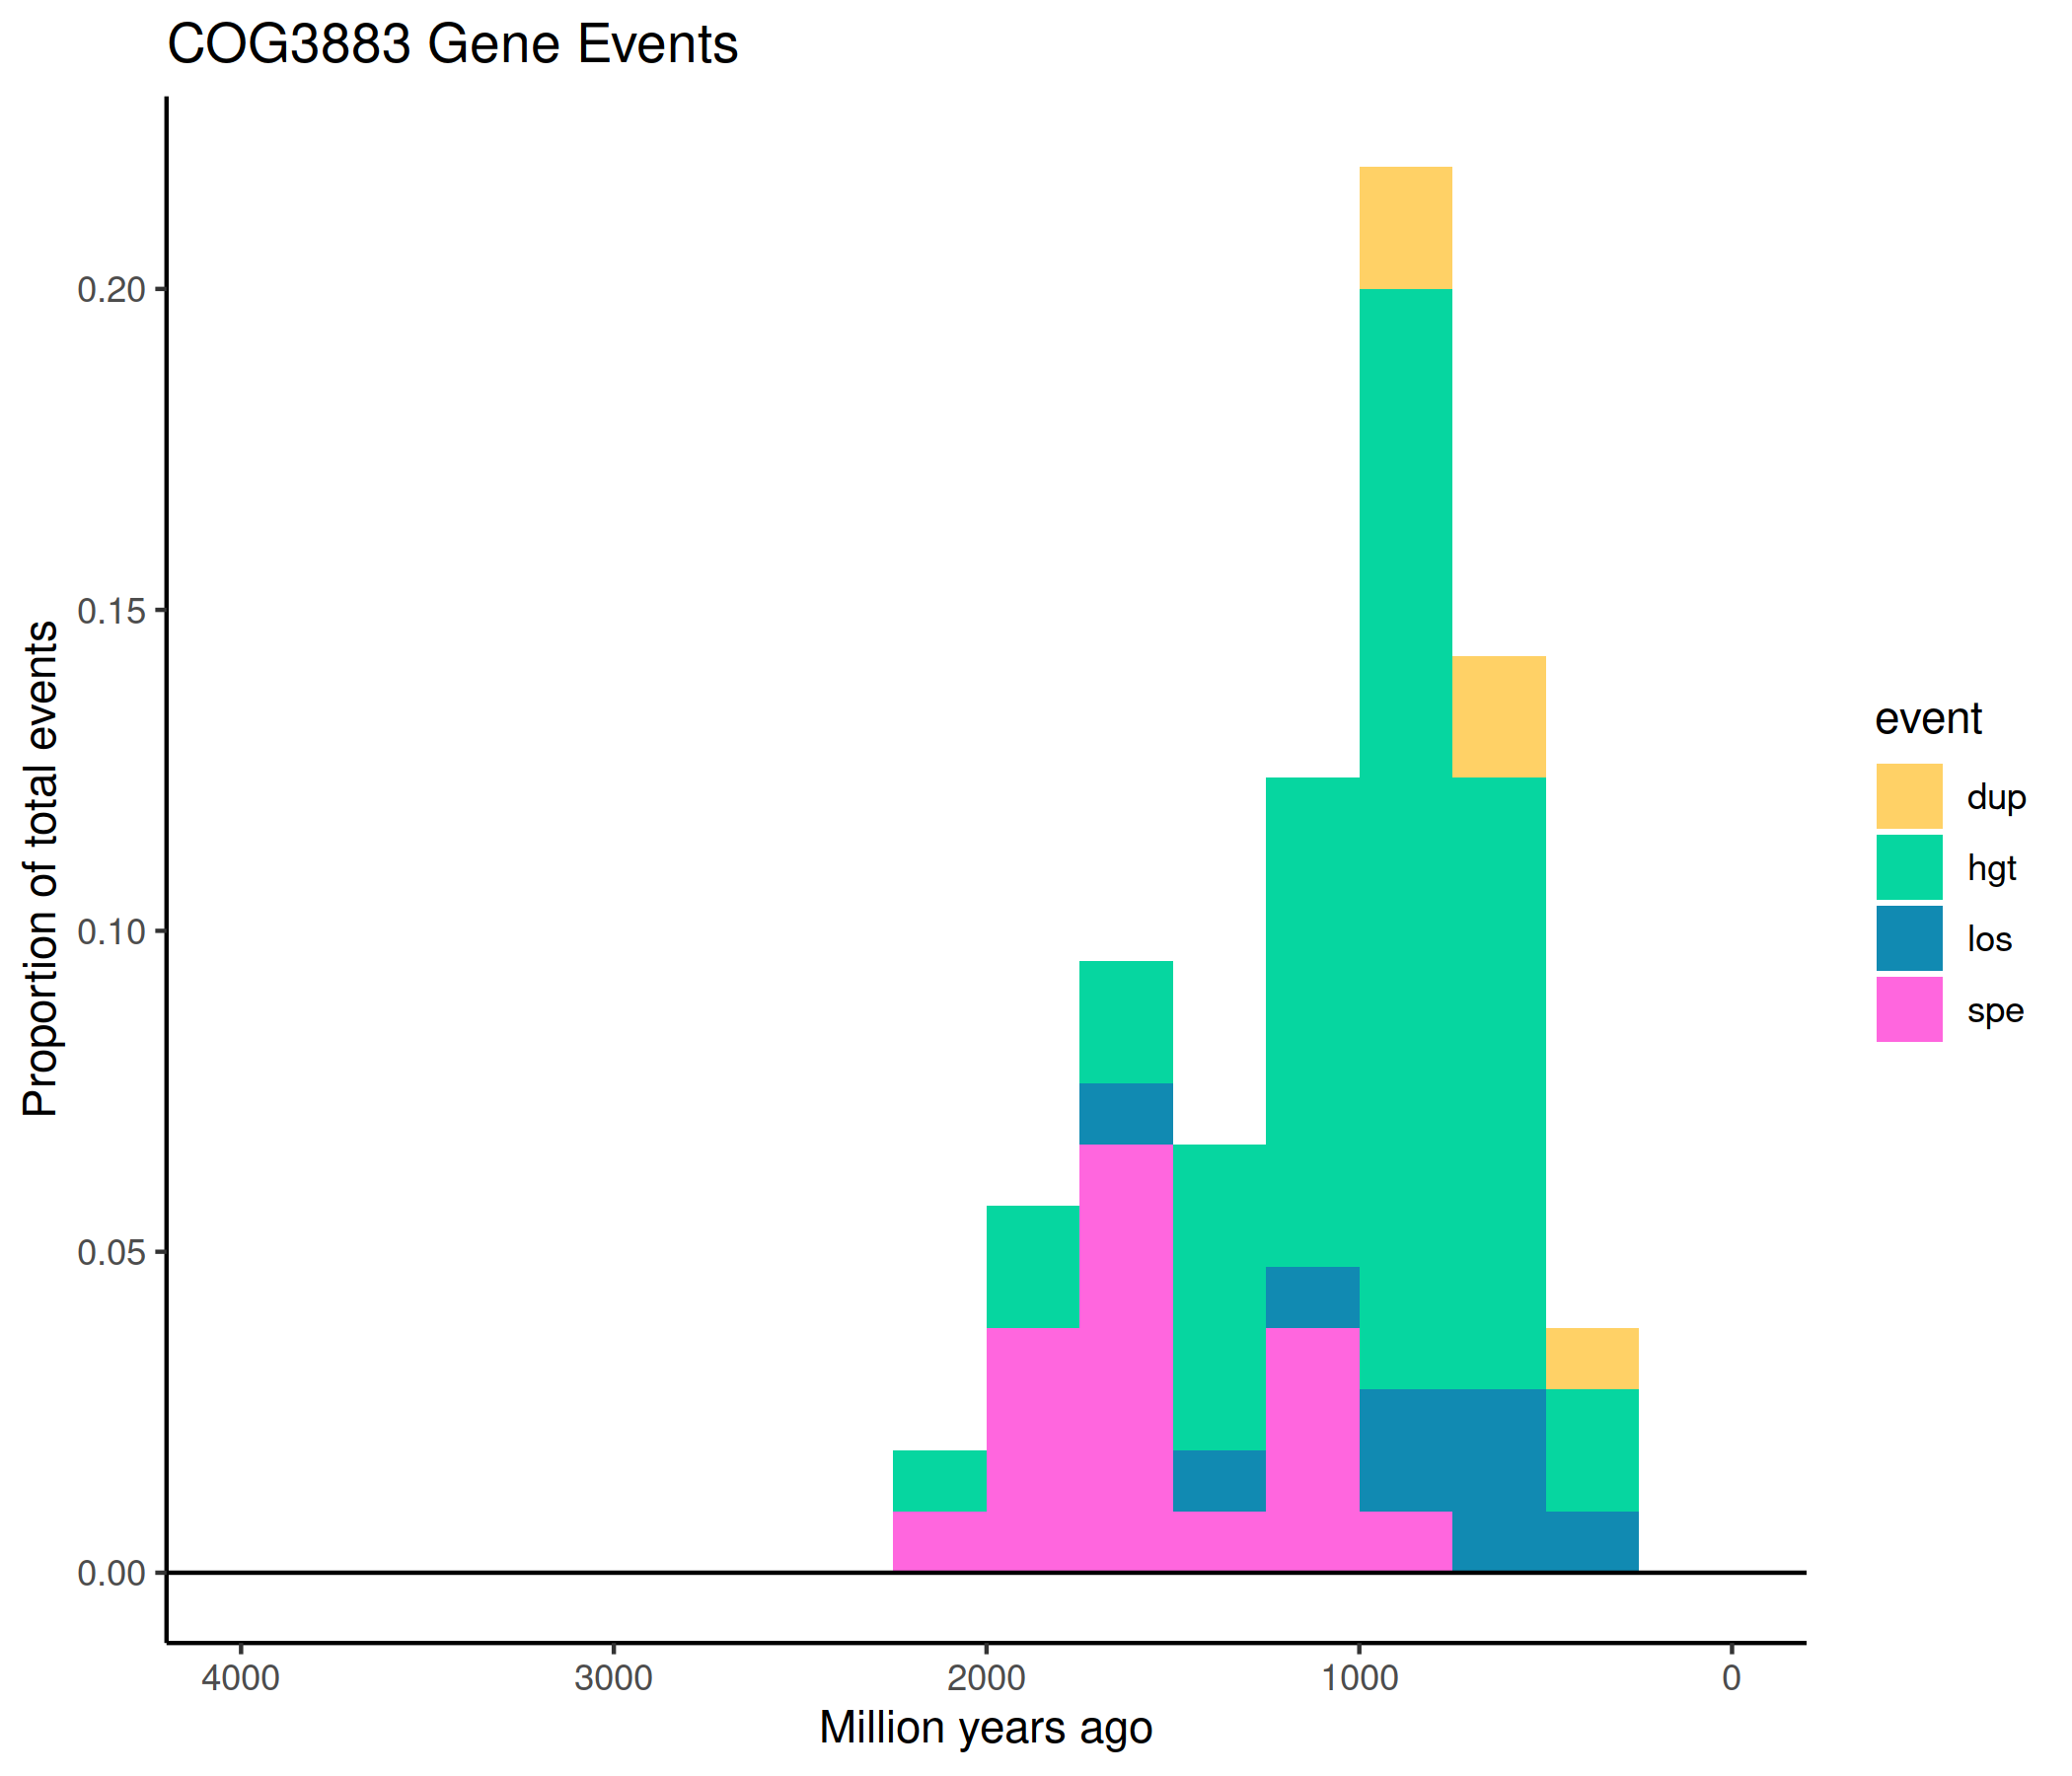 COG3883 Gene Events
Proportion of total events
0.20
0.15
0.10
0.05
0.00
4000 3000 2000 1000 0
Million years ago
event
dup
hgt
los
spe